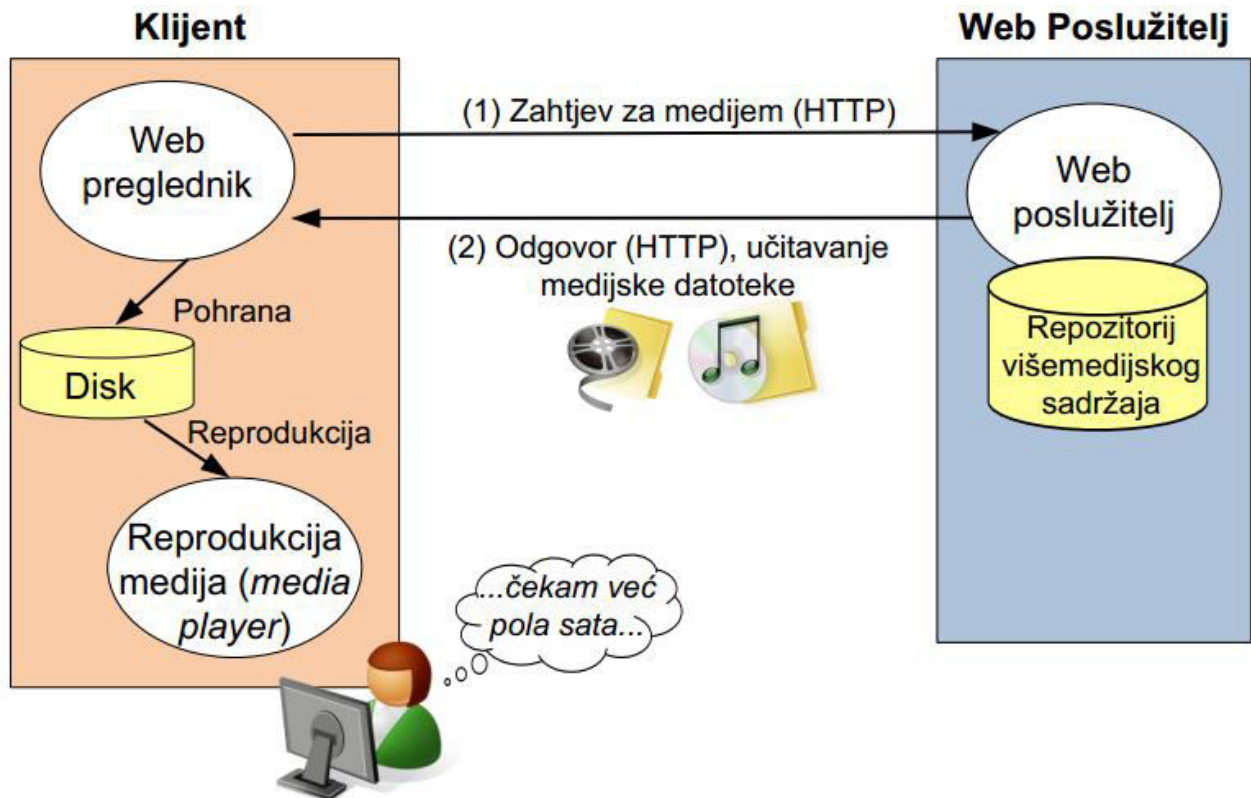 Klijent
Web Poslužitelj
(1) Zahtjev za medijem (HTTP)
Web
preglednik
Web
poslužitelj
(2) Odgovor (HTTP), učitavanje
medijske datoteke
Pohrana
Disk
Repozitorij
višemedijskog
sadržaja
Reprodukcija
Reprodukcija
medija (media
player)
...čekam već
pola sata...